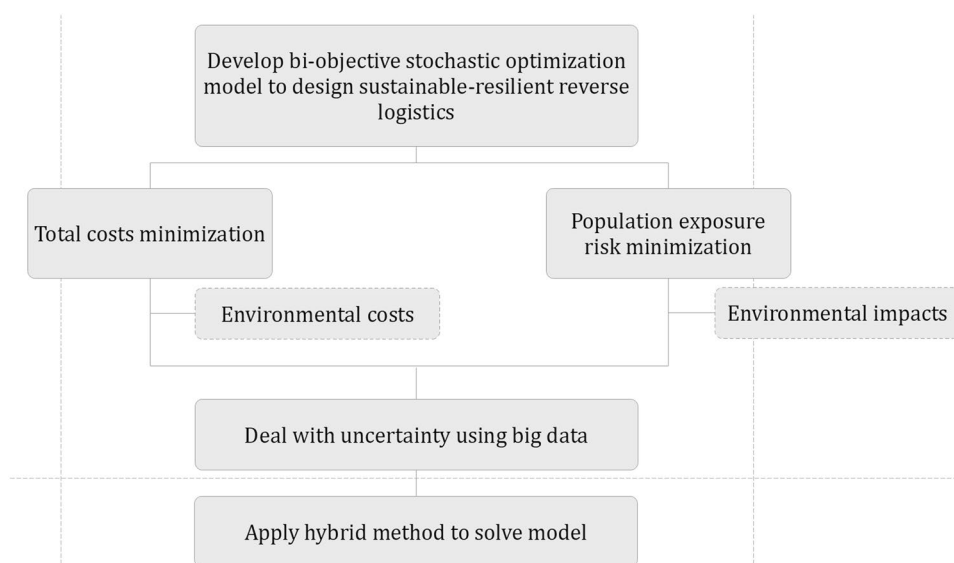 Develop bi-objective stochastic optimization
model to design sustainable-resilient reverse
logistics
Total costs minimization
Population exposure
risk minimization
Environmental costs
Environmental impacts
Deal with uncertainty using big data
Apply hybrid method to solve model